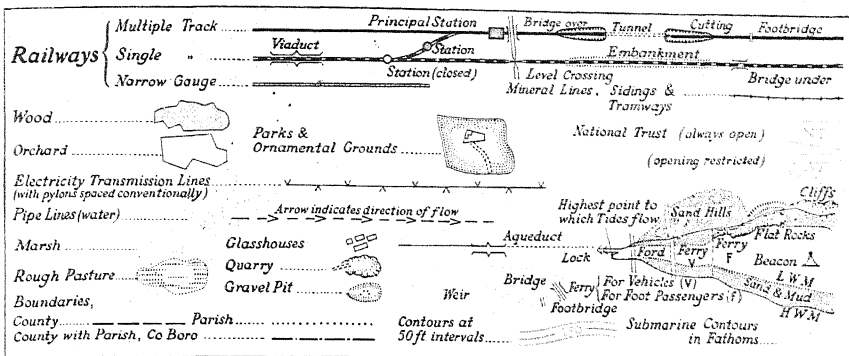 Railways
Multiple Track
Single "
Narrow Gauge
Principal Station
Bridge over
Tunnel
Cutting
Footbridge
Viaduct
Station
Station (closed)
Embankment
Level Crossing
Bridge under
Mineral Lines, Sidings &
Tramways
Wood
Orchard
Parks &
Ornamental Grounds
National Trust (always open)
(opening restricted)
Electricity Transmission Lines
(with pylons spaced conventionally)
Pipe Lines (water)
Arrow indicates direction of flow
Highest point to
which Tides flow
Sand Hills
Cliffs
Flat Rocks
Marsh
Glasshouses
Aqueduct
Lock
Ford
Ferry
V
Ferry
F
Beacon
Rough Pasture
Quarry
Gravel Pit
Bridge
Ferry
For Vehicles (V)
For Foot Passengers (F)
Footbridge
L W M
Sand & Mud
H W M
Weir
Boundaries,
County
Parish
County with Parish, Co Boro
Contours at
50ft intervals
Submarine Contours
in Fathoms